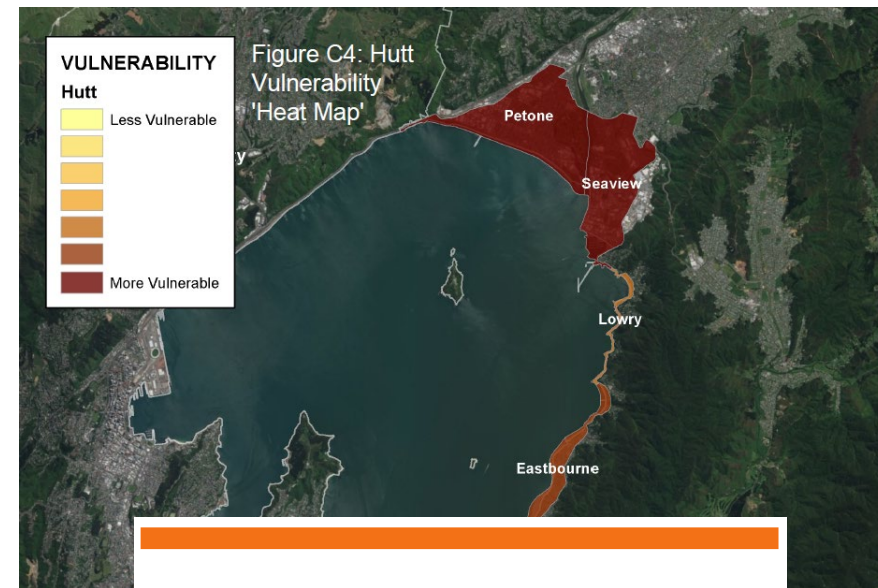 VULNERABILITY
Hutt
Less Vulnerable
More Vulnerable
Figure C4: Hutt
Vulnerability
'Heat Map'
y
Petone
Seaview
Lowry
Eastbourne